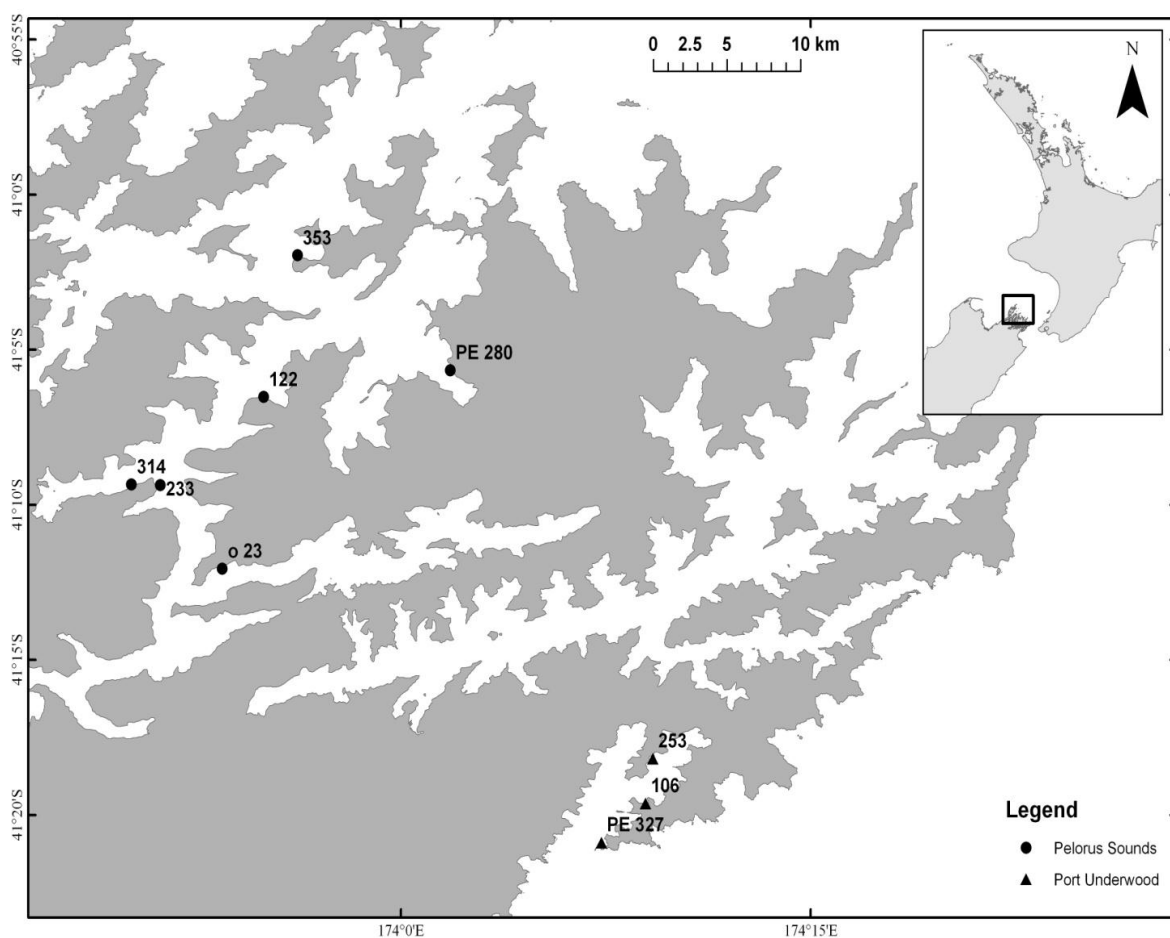 40°55'S
0 2.5 5 10 km
N
41°0'S
353
41°5'S
PE 280
122
314
233
41°10'S
o 23
41°15'S
253
106
PE 327
41°20'S
Legend
Pelorus Sounds
Port Underwood
174°0'E
174°15'E